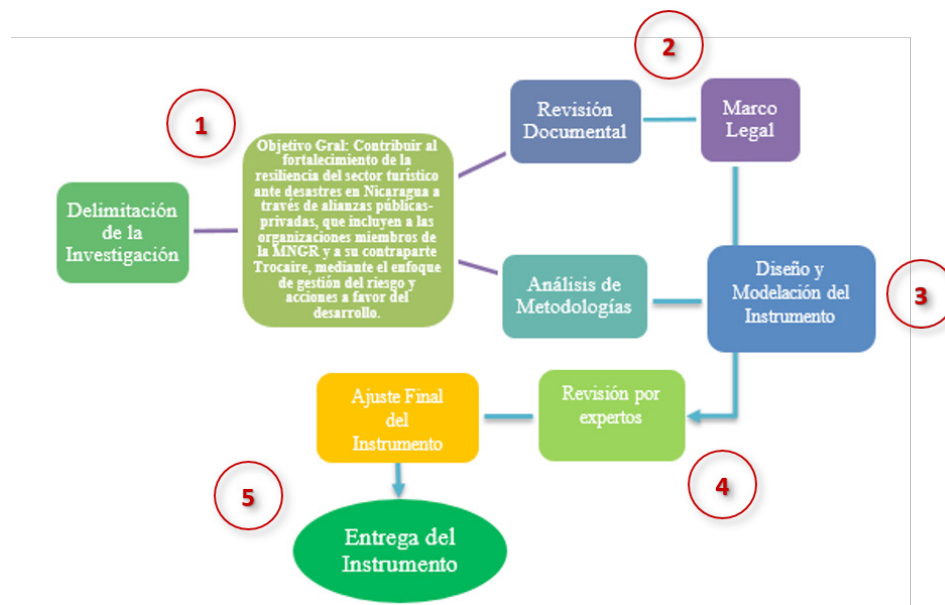 1
Delimitación
de la
Investigación
Objetivo Gral: Contribuir al
fortalecimiento de la
resiliencia del sector turístico
ante desastres en Nicaragua a
través de alianzas públicas-
privadas, que incluyen a las
organizaciones miembros de
la MNGR y a su contraparte
Trocaire, mediante el enfoque
de gestión del riesgo y
acciones a favor del
desarrollo.
2
Revisión
Documental
Marco
Legal
Análisis de
Metodologías
Diseño y
Modelación del
Instrumento
3
Revisión por
expertos
4
Ajuste Final
del
Instrumento
5
Entrega del
Instrumento